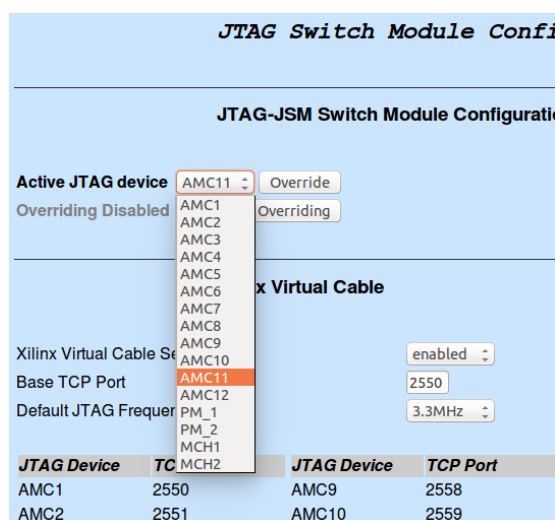 JTAG Switch Module Confi
JTAG-JSM Switch Module Configurati
Active JTAG device AMC11 Override
Overriding Disabled Overriding
AMC1
AMC2
AMC3
AMC4
AMC5
AMC6
AMC7
AMC8
AMC9
AMC10
AMC11
AMC12
PM_1
PM_2
MCH1
MCH2
x Virtual Cable
Xilinx Virtual Cable Se enabled
Base TCP Port 2550
Default JTAG Frequen 3.3MHz
JTAG Device TC JTAG Device TCP Port
AMC1 2550 AMC9 2558
AMC2 2551 AMC10 2559